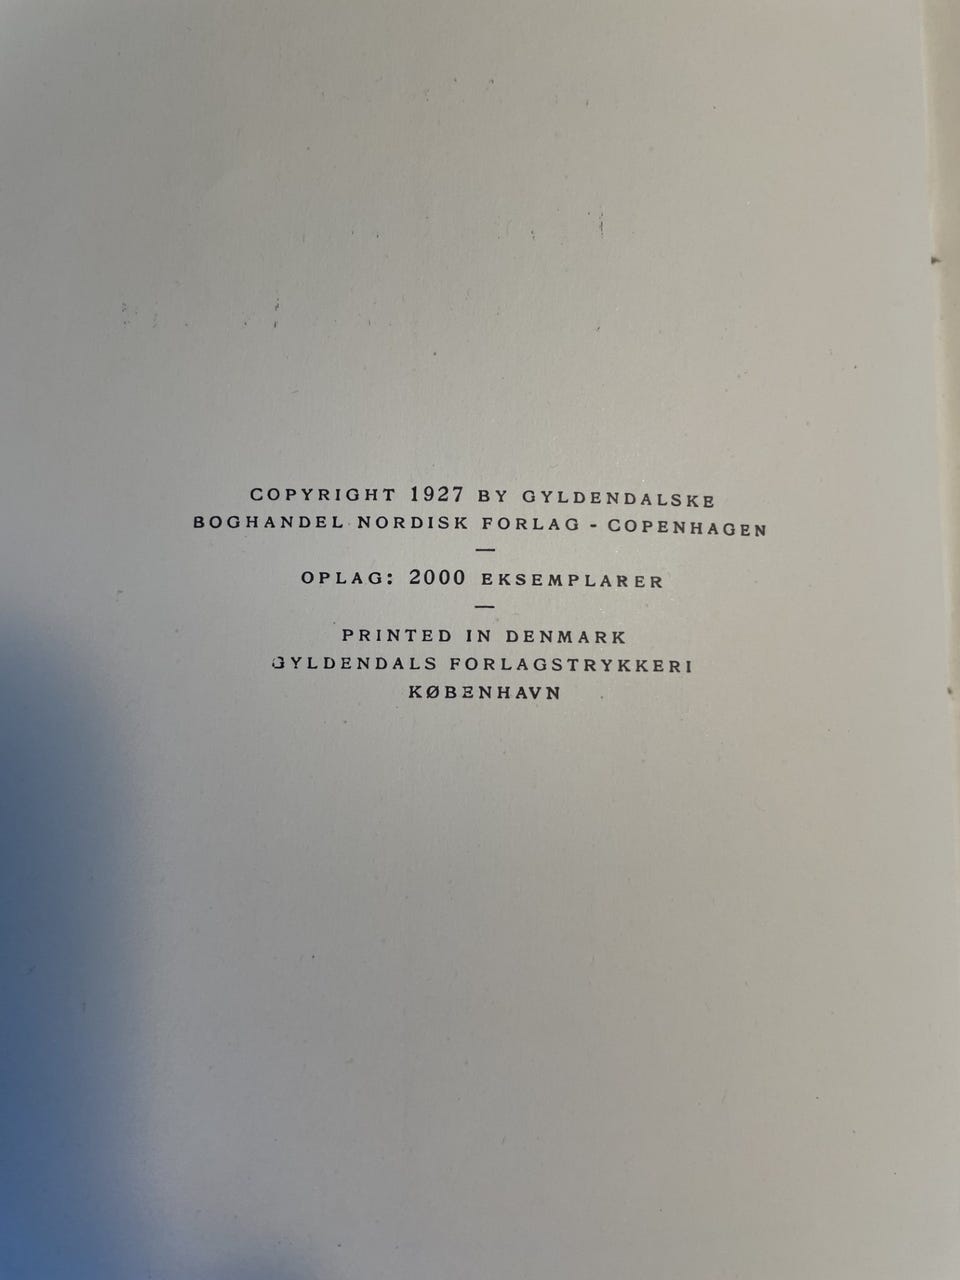 COPYRIGHT 1927 BY GYLDENDALSKE
BOGHANDEL NORDISK FORLAG - COPENHAGEN
—
OPLAG: 2000 EKSEMPLARER
—
PRINTED IN DENMARK
GYLDENDALS FORLAGSTRYKKERI
KØBENHAVN